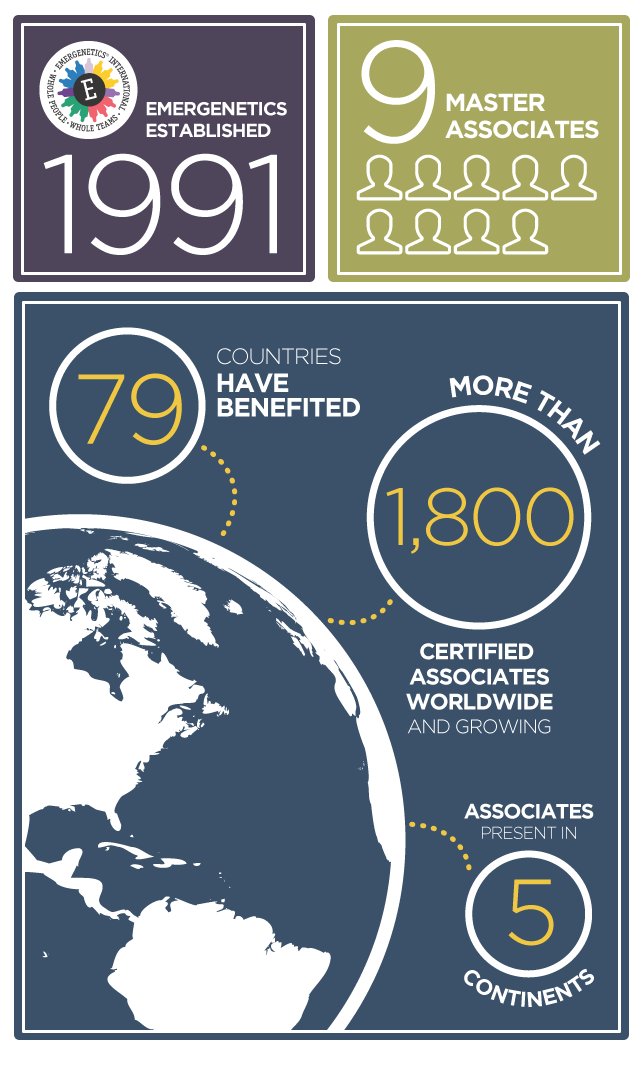 EMERGENETICS® INTERNATIONAL
• WHOLE PEOPLE • WHOLE TEAMS •
E
EMERGENETICS
ESTABLISHED
1991
9
MASTER
ASSOCIATES
79
COUNTRIES
HAVE
BENEFITED
MORE THAN
1,800
CERTIFIED
ASSOCIATES
WORLDWIDE
AND GROWING
ASSOCIATES
PRESENT IN
5
CONTINENTS